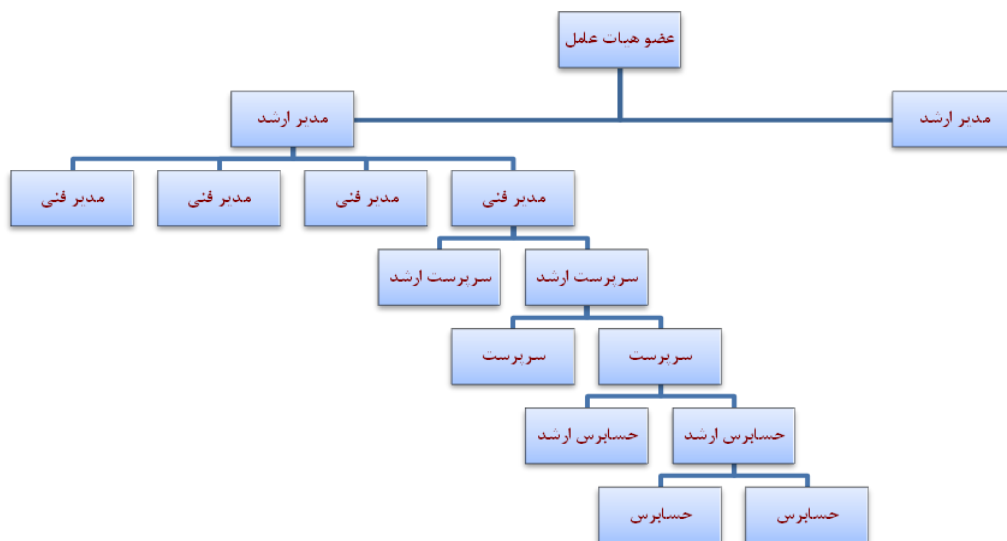 عضو هیات عامل
مدیر ارشد
مدیر ارشد
مدیر فنی
مدیر فنی
مدیر فنی
مدیر فنی
سرپرست ارشد
سرپرست ارشد
سرپرست
سرپرست
حسابرس ارشد
حسابرس ارشد
حسابرس
حسابرس